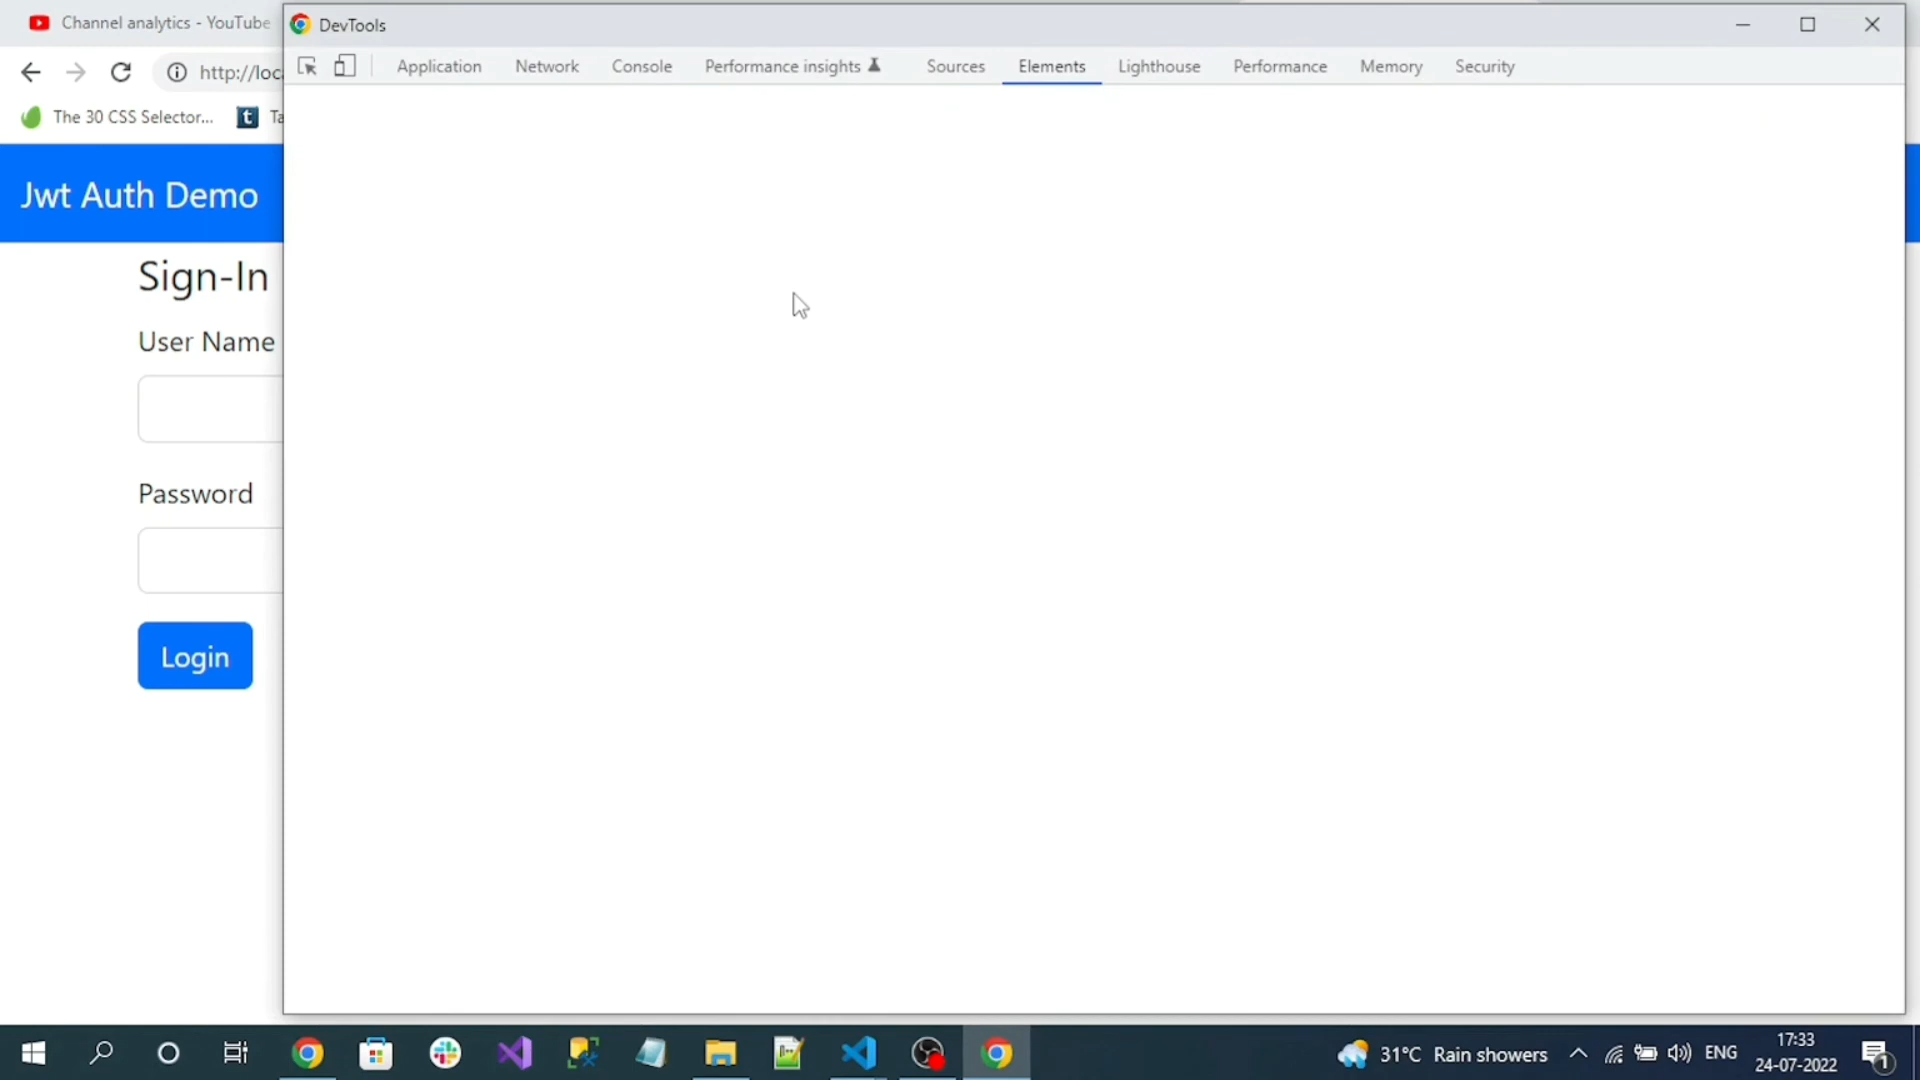 Channel analytics - YouTube
DevTools
http://loc
Application Network Console Performance insights Sources Elements Lighthouse Performance Memory Security
The 30 CSS Selector...
t Ta
Jwt Auth Demo
Sign-In
User Name
Password
Login
31°C Rain showers
ENG
17:33
24-07-2022
1